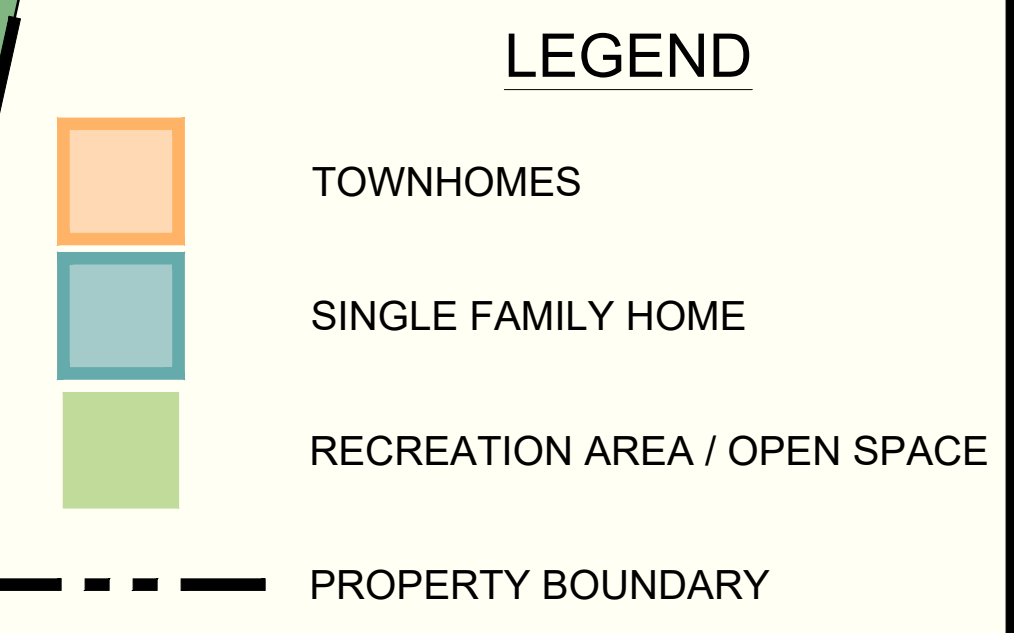 LEGEND
TOWNHOMES
SINGLE FAMILY HOME
RECREATION AREA / OPEN SPACE
PROPERTY BOUNDARY